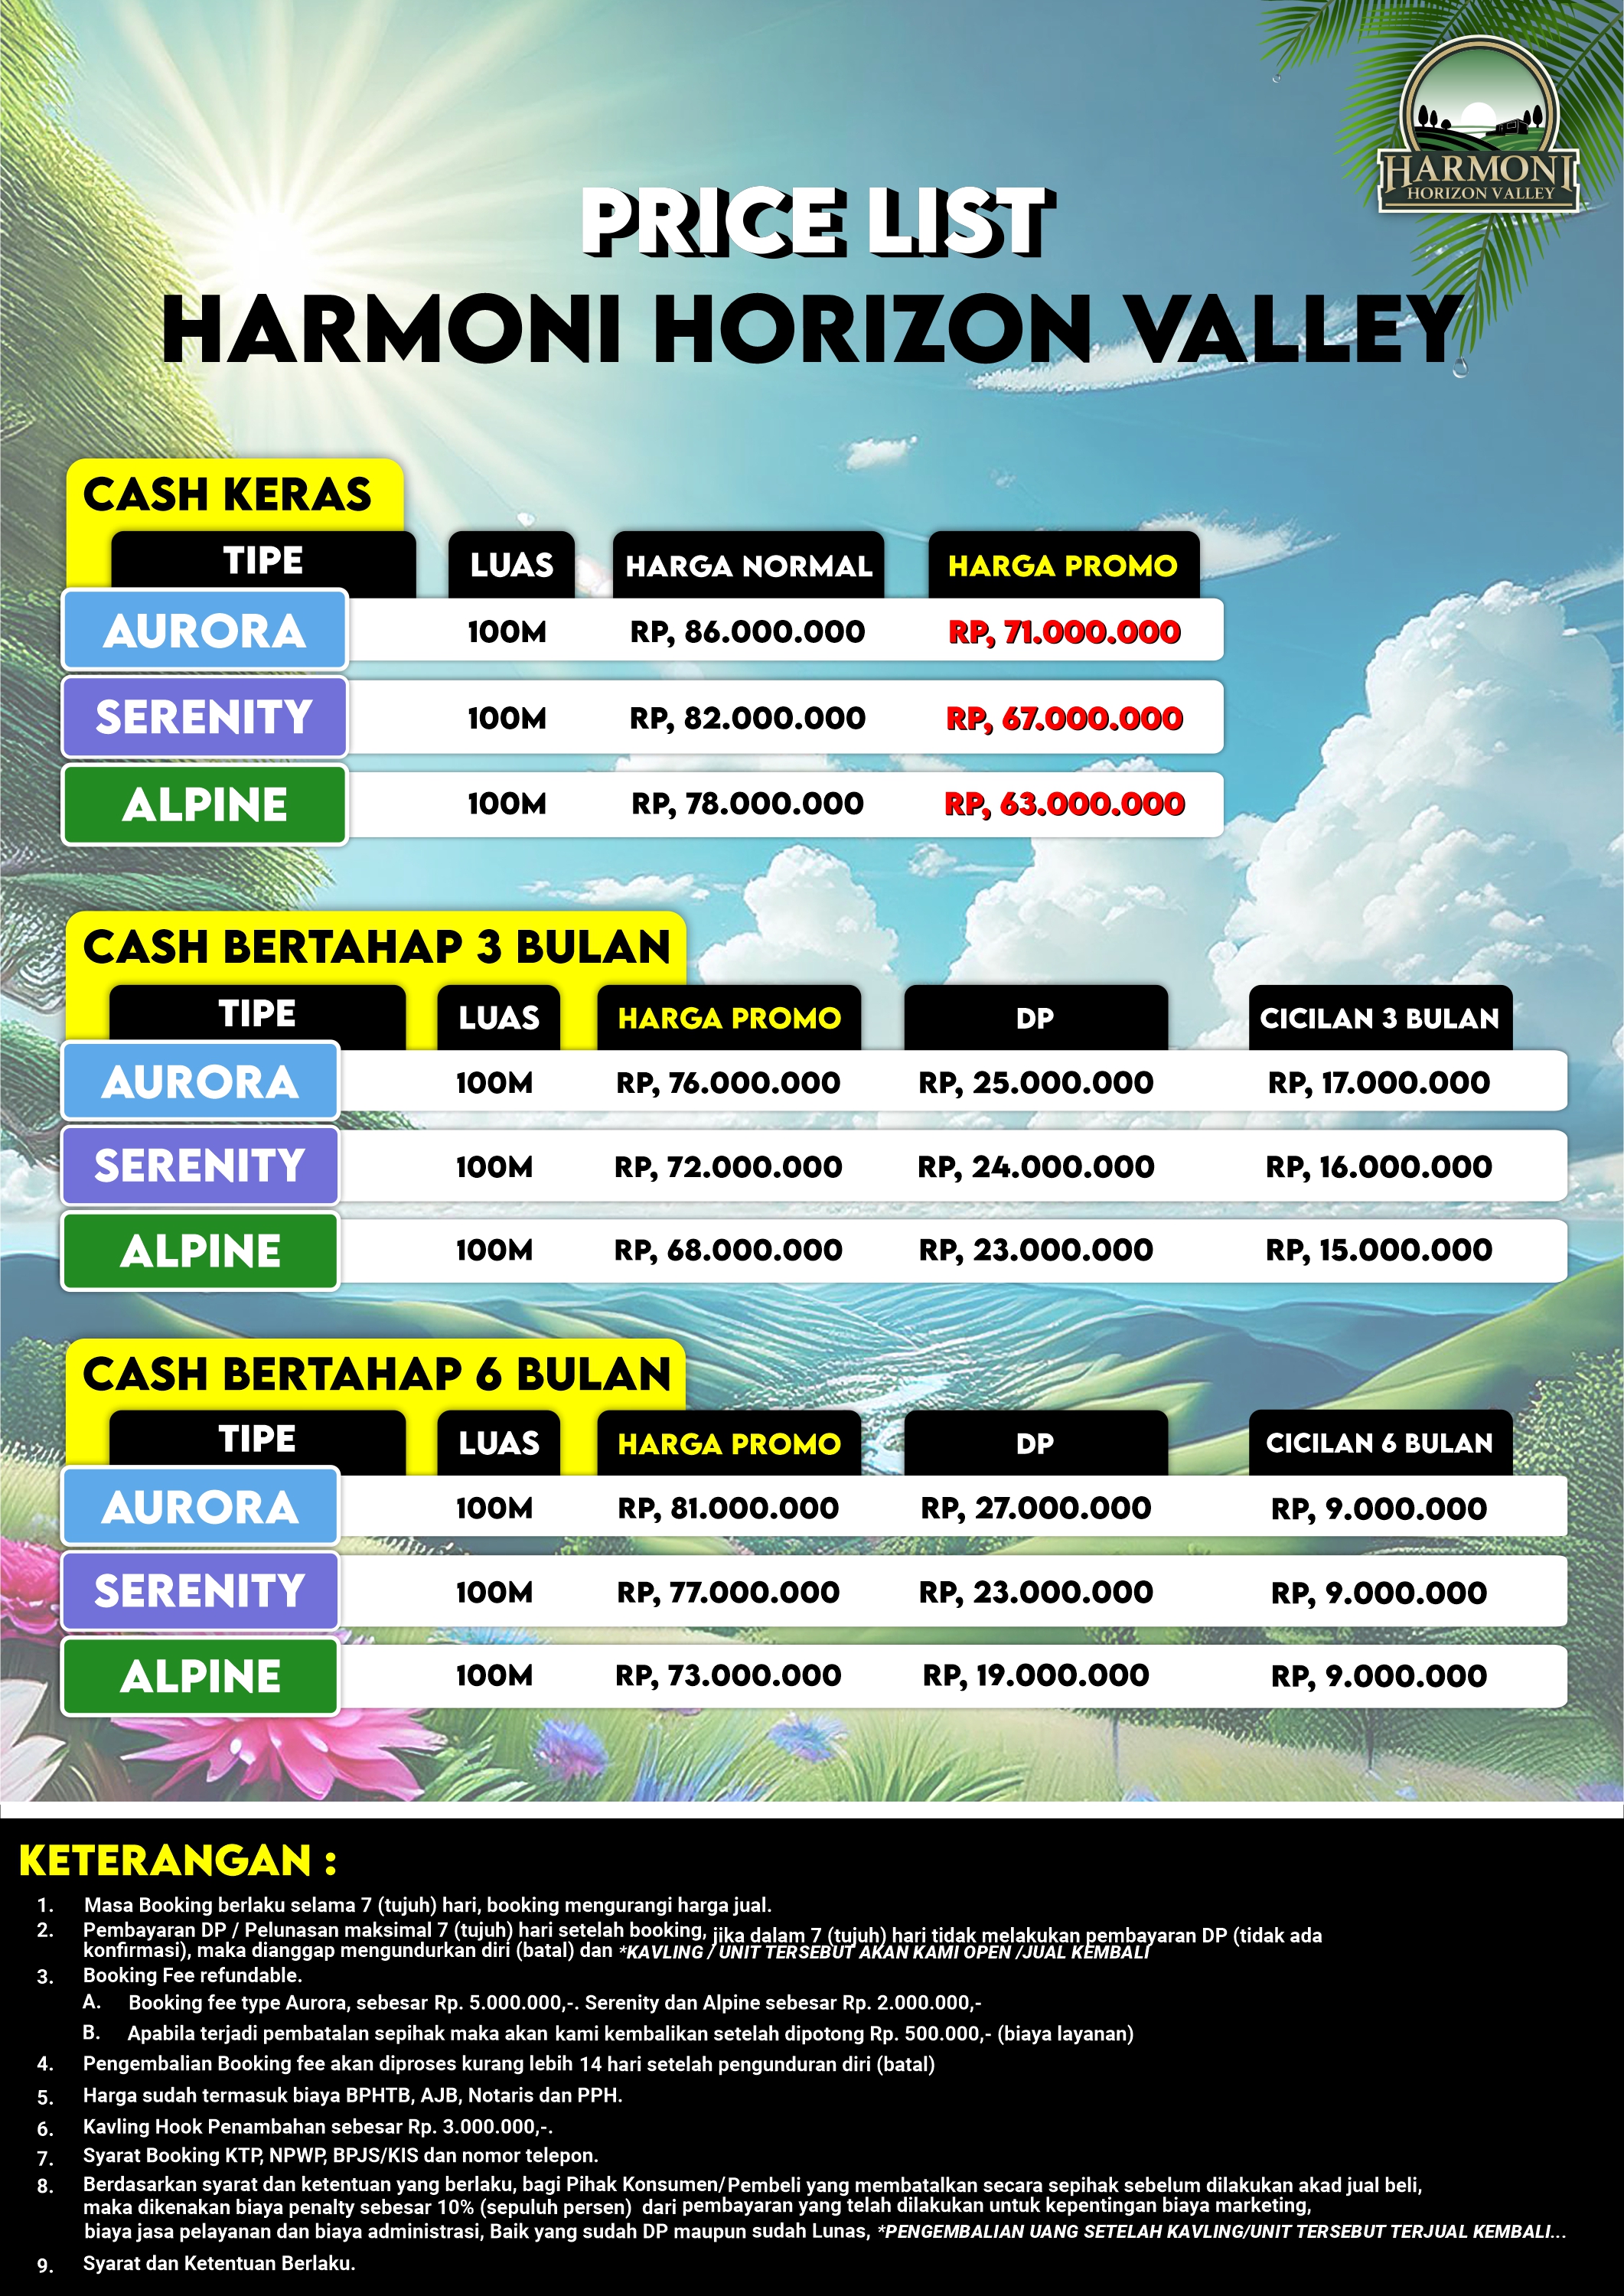 HARMONI
HORIZON VALLEY
PRICE LIST
HARMONI HORIZON VALLEY
CASH KERAS
TIPE LUAS HARGA NORMAL HARGA PROMO
AURORA 100M RP, 86.000.000 RP, 71.000.000
SERENITY 100M RP, 82.000.000 RP, 67.000.000
ALPINE 100M RP, 78.000.000 RP, 63.000.000
CASH BERTAHAP 3 BULAN
TIPE LUAS HARGA PROMO DP CICILAN 3 BULAN
AURORA 100M RP, 76.000.000 RP, 25.000.000 RP, 17.000.000
SERENITY 100M RP, 72.000.000 RP, 24.000.000 RP, 16.000.000
ALPINE 100M RP, 68.000.000 RP, 23.000.000 RP, 15.000.000
CASH BERTAHAP 6 BULAN
TIPE LUAS HARGA PROMO DP CICILAN 6 BULAN
AURORA 100M RP, 81.000.000 RP, 27.000.000 RP, 9.000.000
SERENITY 100M RP, 77.000.000 RP, 23.000.000 RP, 9.000.000
ALPINE 100M RP, 73.000.000 RP, 19.000.000 RP, 9.000.000
KETERANGAN :
1. Masa Booking berlaku selama 7 (tujuh) hari, booking mengurangi harga jual.
2. Pembayaran DP / Pelunasan maksimal 7 (tujuh) hari setelah booking, jika dalam 7 (tujuh) hari tidak melakukan pembayaran DP (tidak ada
konfirmasi), maka dianggap mengundurkan diri (batal) dan *KAVLING / UNIT TERSEBUT AKAN KAMI OPEN /JUAL KEMBALI
3. Booking Fee refundable.
A. Booking fee type Aurora, sebesar Rp. 5.000.000,-. Serenity dan Alpine sebesar Rp. 2.000.000,-
B. Apabila terjadi pembatalan sepihak maka akan kami kembalikan setelah dipotong Rp. 500.000,- (biaya layanan)
4. Pengembalian Booking fee akan diproses kurang lebih 14 hari setelah pengunduran diri (batal)
5. Harga sudah termasuk biaya BPHTB, AJB, Notaris dan PPH.
6. Kavling Hook Penambahan sebesar Rp. 3.000.000,-.
7. Syarat Booking KTP, NPWP, BPJS/KIS dan nomor telepon.
8. Berdasarkan syarat dan ketentuan yang berlaku, bagi Pihak Konsumen/Pembeli yang membatalkan secara sepihak sebelum dilakukan akad jual beli,
maka dikenakan biaya penalty sebesar 10% (sepuluh persen) dari pembayaran yang telah dilakukan untuk kepentingan biaya marketing,
biaya jasa pelayanan dan biaya administrasi, Baik yang sudah DP maupun sudah Lunas, *PENGEMBALIAN UANG SETELAH KAVLING/UNIT TERSEBUT TERJUAL KEMBALI...
9. Syarat dan Ketentuan Berlaku.